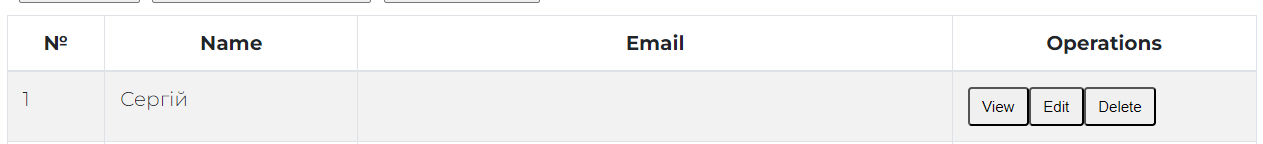 № Name Email Operations
1 Сергій View Edit Delete